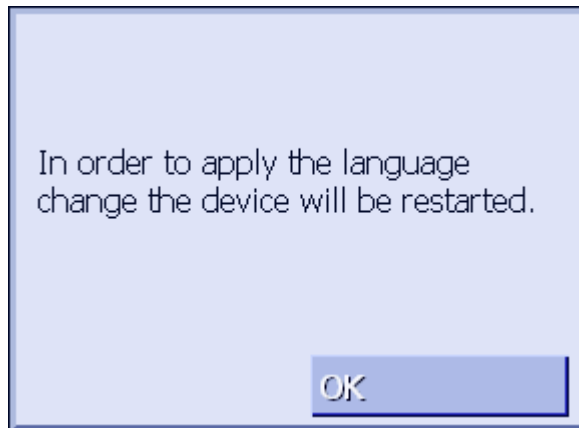 In order to apply the language
change the device will be restarted.
OK